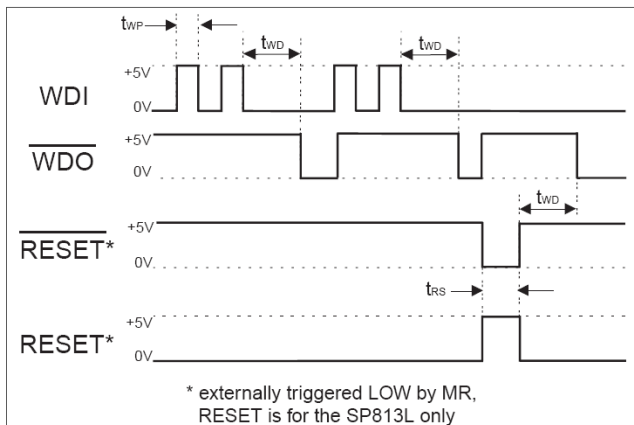 tWP
tWD
tWD
WDI
+5V
0V
WDO
+5V
0V
tWD
RESET*
+5V
0V
tRS
RESET*
+5V
0V
* externally triggered LOW by MR,
RESET is for the SP813L only